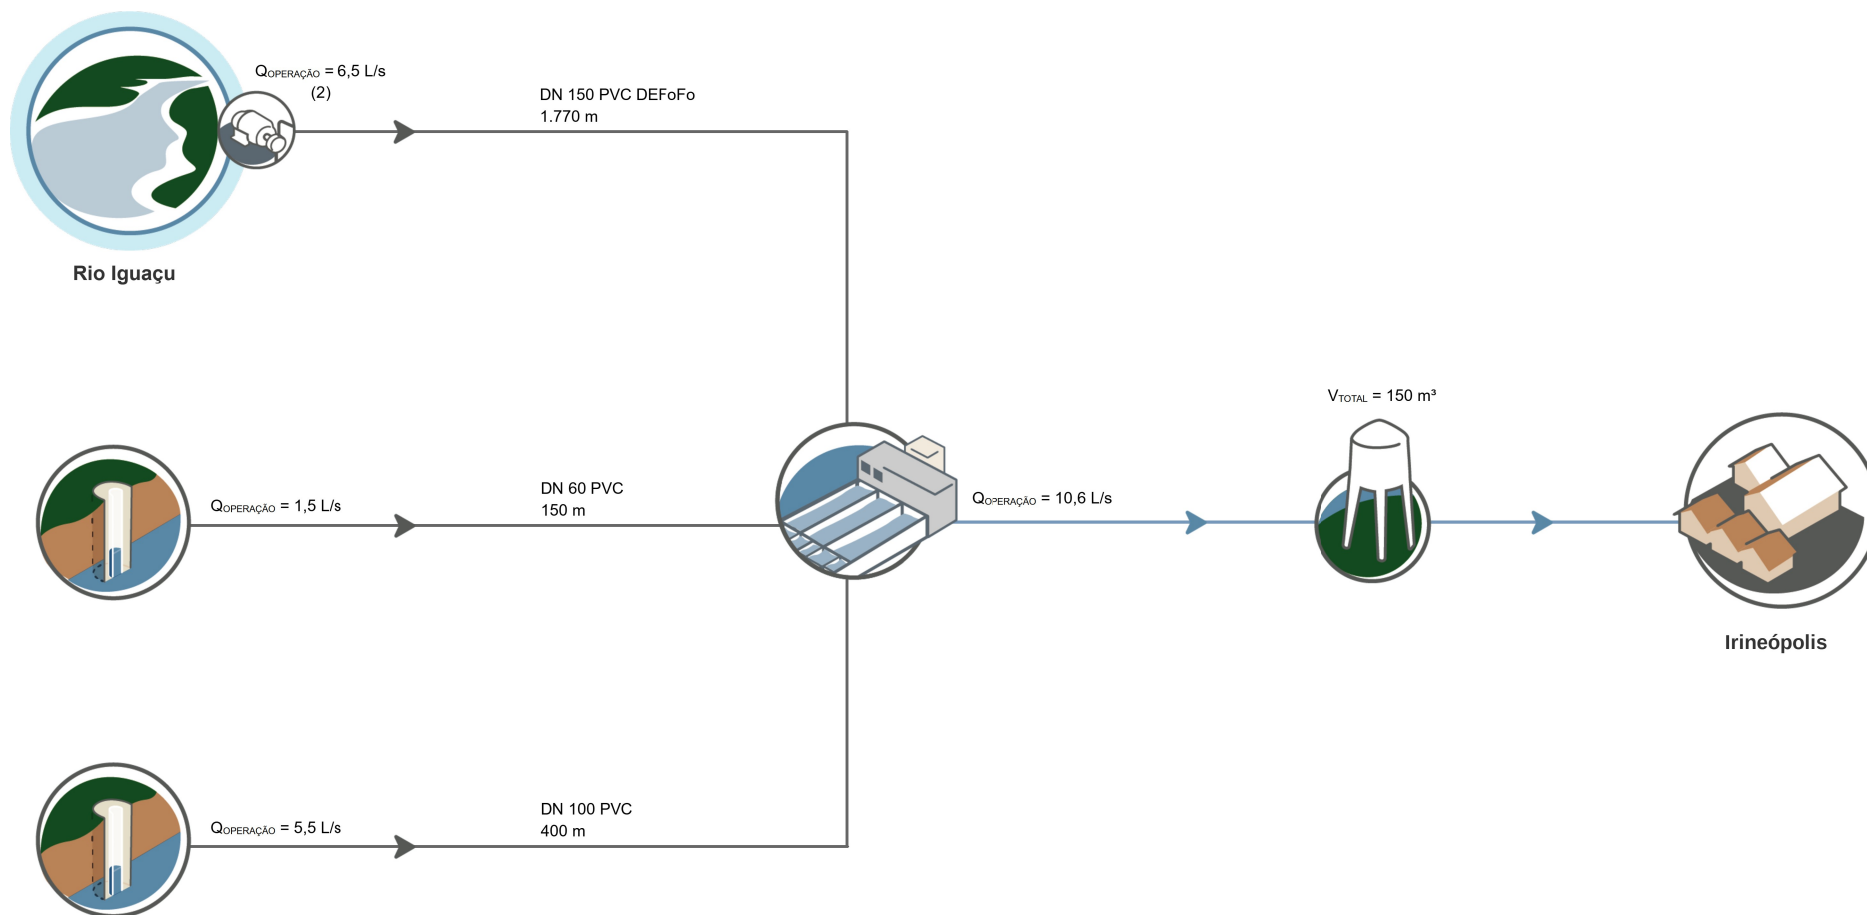 QOPERAÇÃO = 6,5 L/s
(2)
DN 150 PVC DEFoFo
1.770 m
Rio Iguaçu
VTOTAL = 150 m³
QOPERAÇÃO = 1,5 L/s
DN 60 PVC
150 m
QOPERAÇÃO = 10,6 L/s
Irineópolis
QOPERAÇÃO = 5,5 L/s
DN 100 PVC
400 m